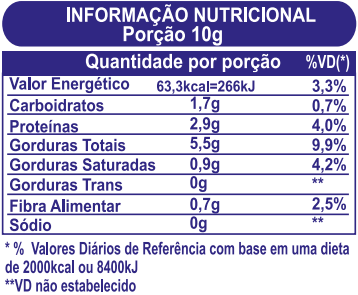 INFORMAÇÃO NUTRICIONAL
Porção 10g
Quantidade por porção %VD(*)
Valor Energético 63,3kcal=266kJ 3,3%
Carboidratos 1,7g 0,7%
Proteínas 2,9g 4,0%
Gorduras Totais 5,5g 9,9%
Gorduras Saturadas 0,9g 4,2%
Gorduras Trans 0g **
Fibra Alimentar 0,7g 2,5%
Sódio 0g **
* % Valores Diários de Referência com base em uma dieta
de 2000kcal ou 8400kJ
**VD não estabelecido